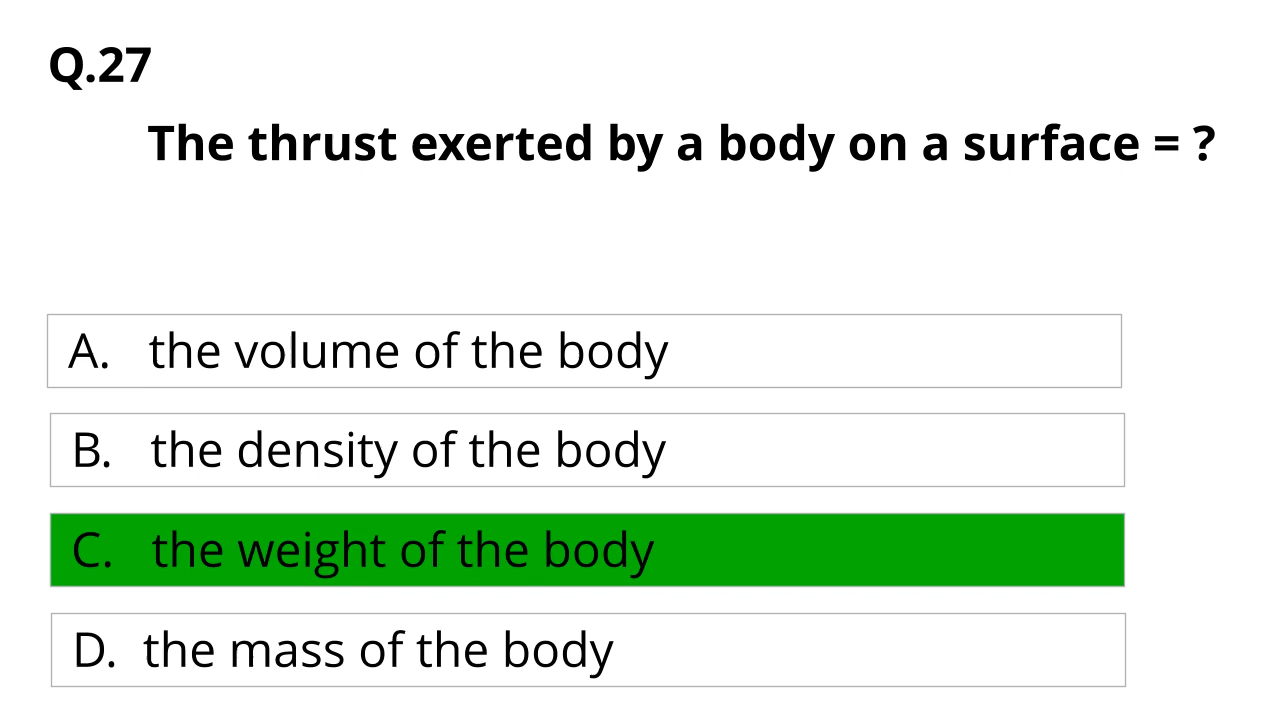 Q.27
The thrust exerted by a body on a surface = ?
A. the volume of the body
B. the density of the body
C. the weight of the body
D. the mass of the body